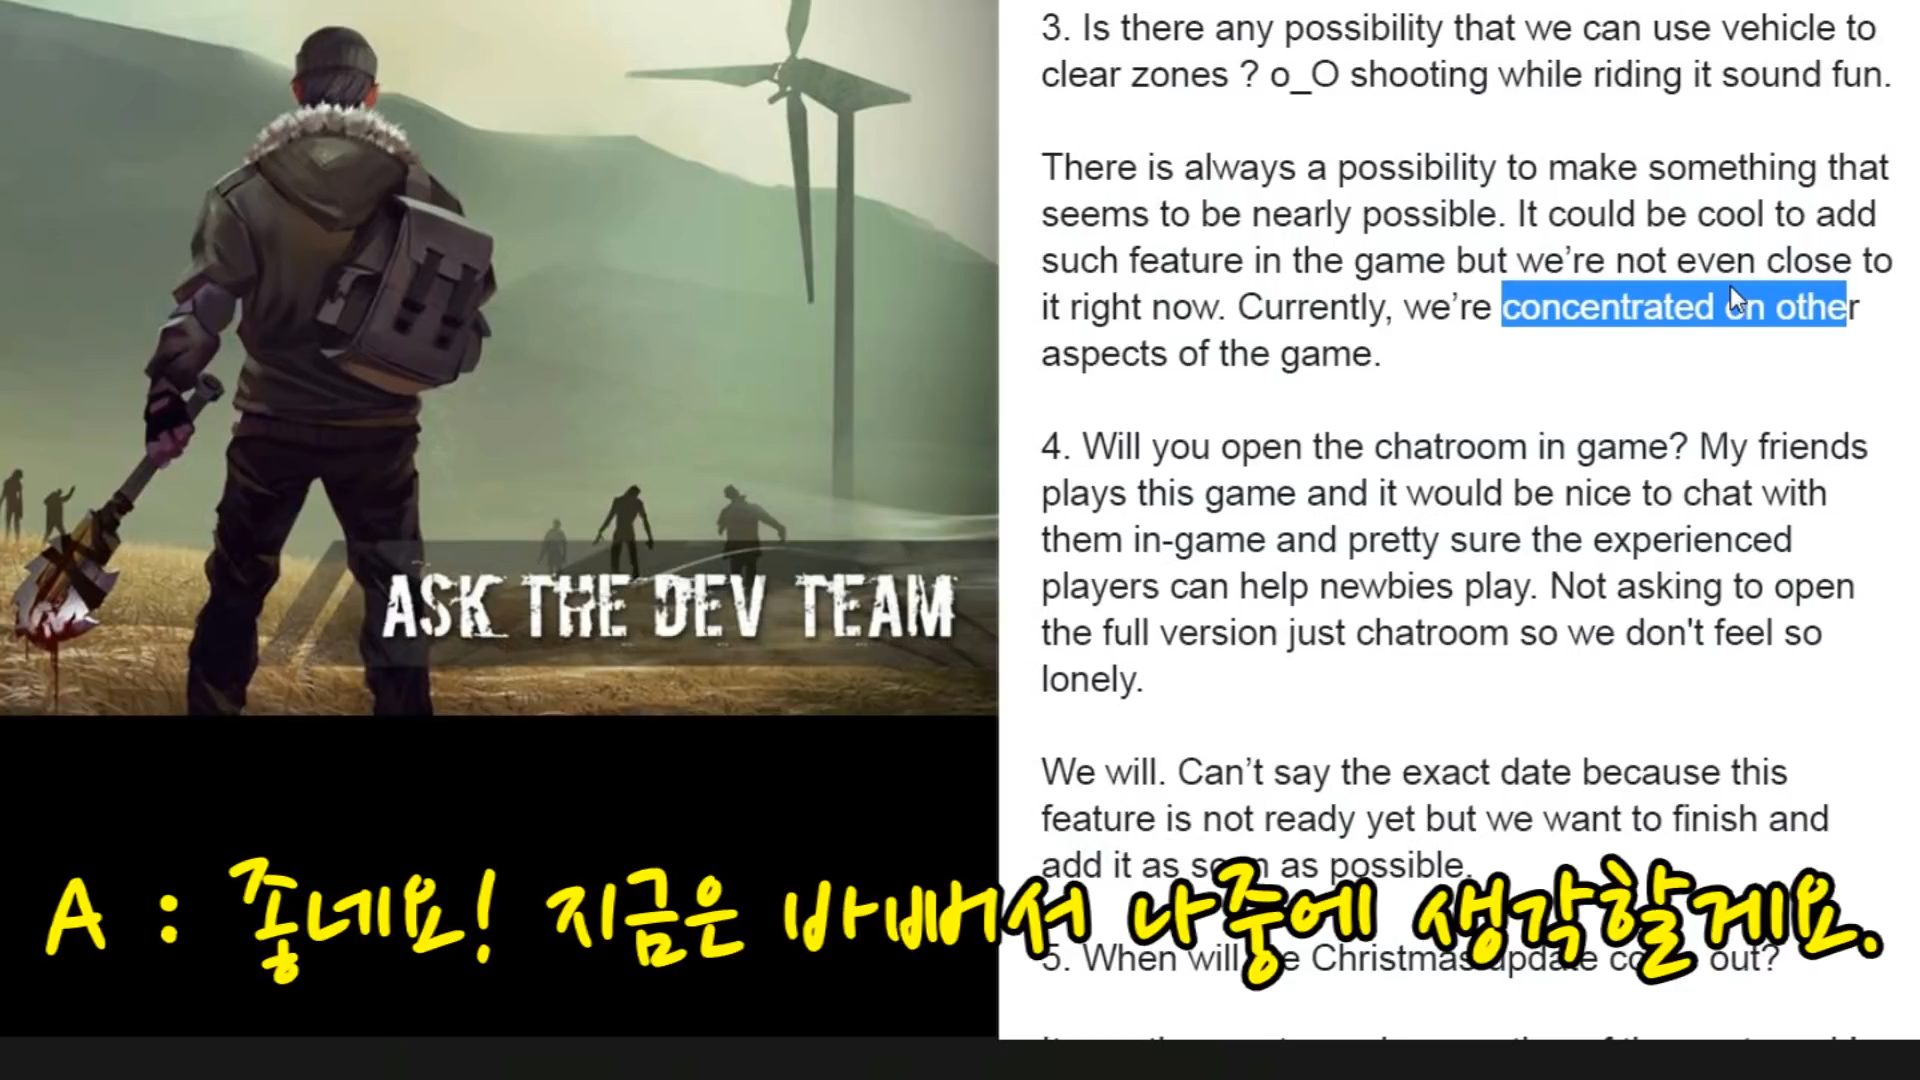 ASK THE DEV TEAM
3. Is there any possibility that we can use vehicle to
clear zones ? o_O shooting while riding it sound fun.
There is always a possibility to make something that
seems to be nearly possible. It could be cool to add
such feature in the game but we’re not even close to
it right now. Currently, we’re concentrated on other
aspects of the game.
4. Will you open the chatroom in game? My friends
plays this game and it would be nice to chat with
them in-game and pretty sure the experienced
players can help newbies play. Not asking to open
the full version just chatroom so we don't feel so
lonely.
We will. Can’t say the exact date because this
feature is not ready yet but we want to finish and
add it as soon as possible.
A : 좋네요! 지금은 바빠서 나중에 생각할게요.
5. When will the Christmas update come out?